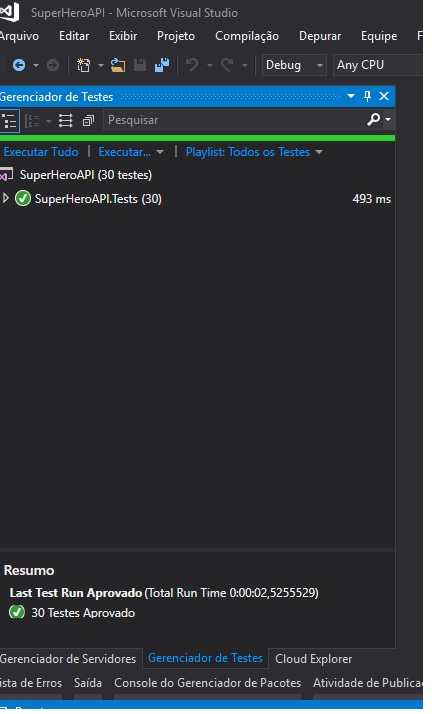 SuperHeroAPI - Microsoft Visual Studio
Arquivo Editar Exibir Projeto Compilação Depurar Equipe
Debug Any CPU
Gerenciador de Testes
Pesquisar
Executar Tudo | Executar... | Playlist: Todos os Testes
SuperHeroAPI (30 testes)
SuperHeroAPI.Tests (30) 493 ms
Resumo
Last Test Run Aprovado (Total Run Time 0:00:02,5255529)
30 Testes Aprovado
Gerenciador de Servidores Gerenciador de Testes Cloud Explorer
ista de Erros Saída Console do Gerenciador de Pacotes Atividade de Publicaç